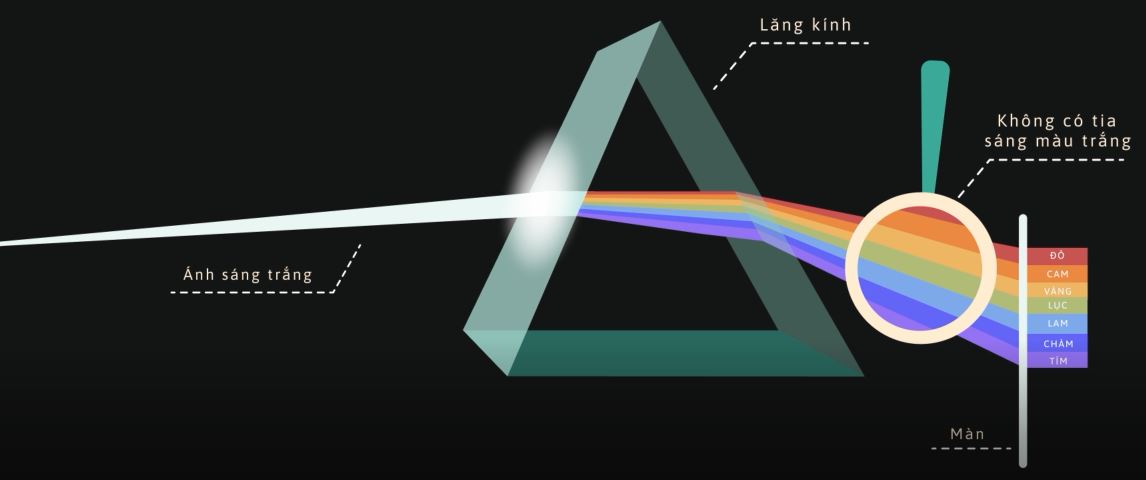 Lăng kính
Không có tia
sáng màu trắng
Ánh sáng trắng
ĐỎ
CAM
VÀNG
LỤC
LAM
CHÀM
TÍM
Màn